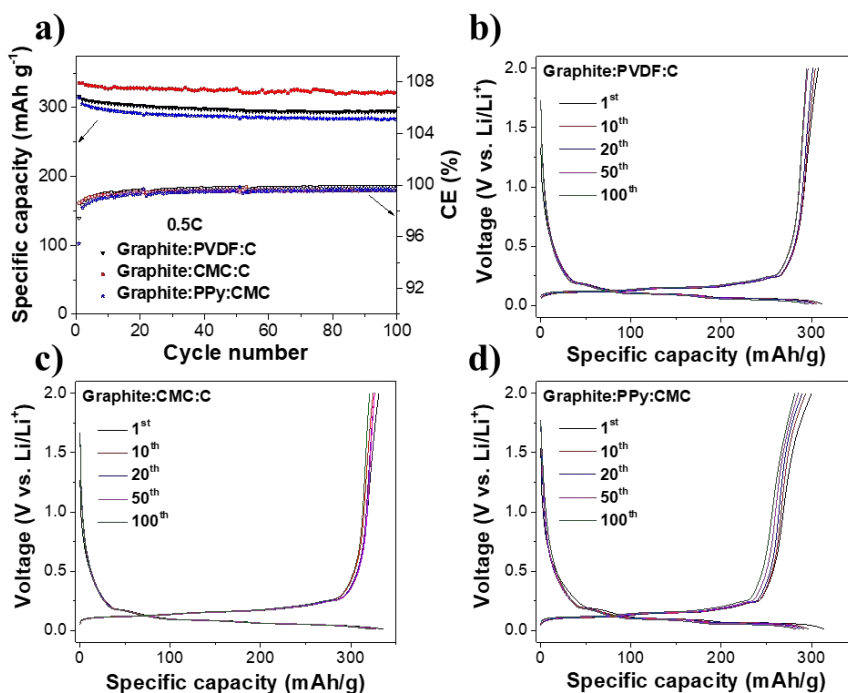 a)
Specific capacity (mAh g⁻¹)
300
200
100
0
0.5C
Graphite:PVDF:C
Graphite:CMC:C
Graphite:PPy:CMC
108
104
100
96
92
CE (%)
0 20 40 60 80 100
Cycle number
b)
Voltage (V vs. Li/Li⁺)
2.0
1.5
1.0
0.5
0.0
Graphite:PVDF:C
1ˢᵗ
10ᵗʰ
20ᵗʰ
50ᵗʰ
100ᵗʰ
0 100 200 300
Specific capacity (mAh/g)
c)
Voltage (V vs. Li/Li⁺)
2.0
1.5
1.0
0.5
0.0
Graphite:CMC:C
1ˢᵗ
10ᵗʰ
20ᵗʰ
50ᵗʰ
100ᵗʰ
0 100 200 300
Specific capacity (mAh/g)
d)
Voltage (V vs. Li/Li⁺)
2.0
1.5
1.0
0.5
0.0
Graphite:PPy:CMC
1ˢᵗ
10ᵗʰ
20ᵗʰ
50ᵗʰ
100ᵗʰ
0 100 200 300
Specific capacity (mAh/g)